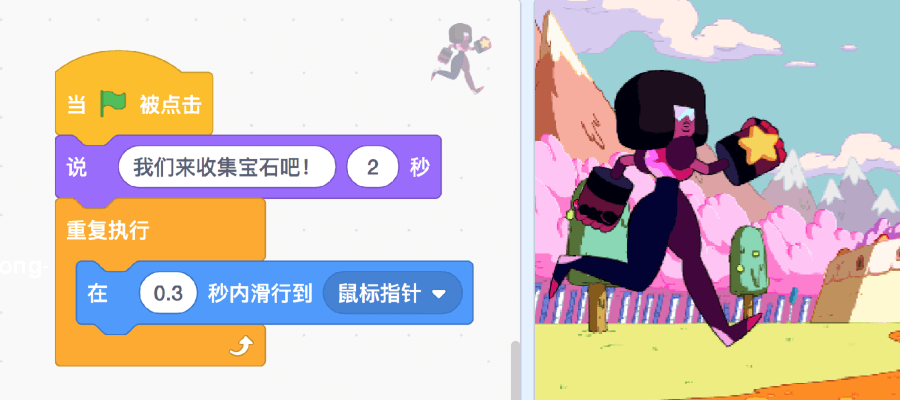 当 被点击
说 我们来收集宝石吧! 2 秒
重复执行
在 0.3 秒内滑行到 鼠标指针
ong-